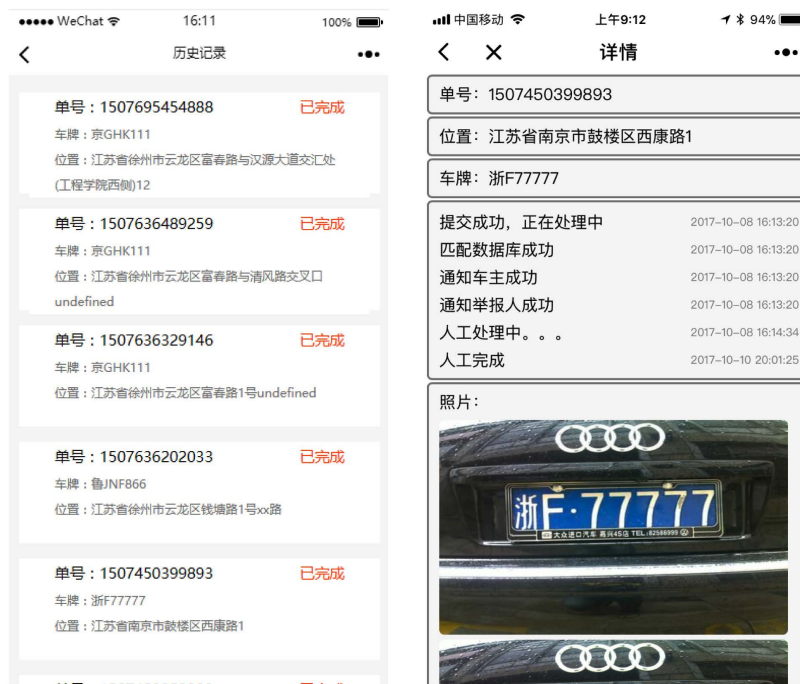 WeChat 16:11 100%
历史记录
单号：1507695454888 已完成
车牌：京GHK111
位置：江苏省徐州市云龙区富春路与汉源大道交汇处
(工程学院西侧)12
单号：1507636489259 已完成
车牌：京GHK111
位置：江苏省徐州市云龙区富春路与清风路交叉口
undefined
单号：1507636329146 已完成
车牌：京GHK111
位置：江苏省徐州市云龙区富春路1号undefined
单号：1507636202033 已完成
车牌：鲁JNF866
位置：江苏省徐州市云龙区钱塘路1号xx路
单号：1507450399893 已完成
车牌：浙F77777
位置：江苏省南京市鼓楼区西康路1
中国移动 上午9:12 94%
详情
单号：1507450399893
位置：江苏省南京市鼓楼区西康路1
车牌：浙F77777
提交成功，正在处理中 2017-10-08 16:13:20
匹配数据库成功 2017-10-08 16:13:20
通知车主成功 2017-10-08 16:13:20
通知举报人成功 2017-10-08 16:13:20
人工处理中。。。 2017-10-08 16:14:34
人工完成 2017-10-10 20:01:25
照片：
浙F·77777
大众进口汽车 嘉兴4S店 TEL:82586999